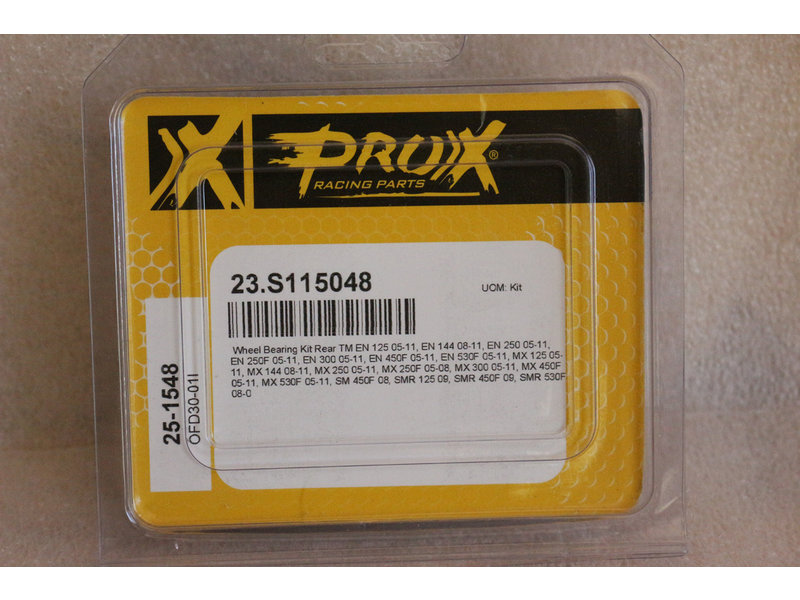 PROX®
RACING PARTS
23.S115048
UOM: Kit
Wheel Bearing Kit Rear TM EN 125 05-11, EN 144 08-11, EN 250 05-11,
EN 250F 05-11, EN 300 05-11, EN 450F 05-11, EN 530F 05-11, MX 125 05-
11, MX 144 08-11, MX 250 05-11, MX 250F 05-08, MX 300 05-11, MX 450F
05-11, MX 530F 05-11, SM 450F 08, SMR 125 09, SMR 450F 09, SMR 530F
08-0
25-1548
OFD30-01I